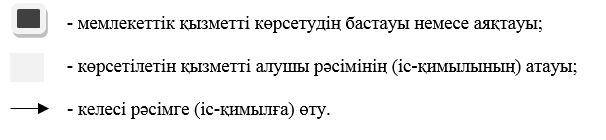 - мемлекеттік қызметті көрсетудің бастауы немесе аяқтауы;
- көрсетілетін қызметті алушы рәсімінің (іс-қимылының) атауы;
- келесі рәсімге (іс-қимылға) өту.